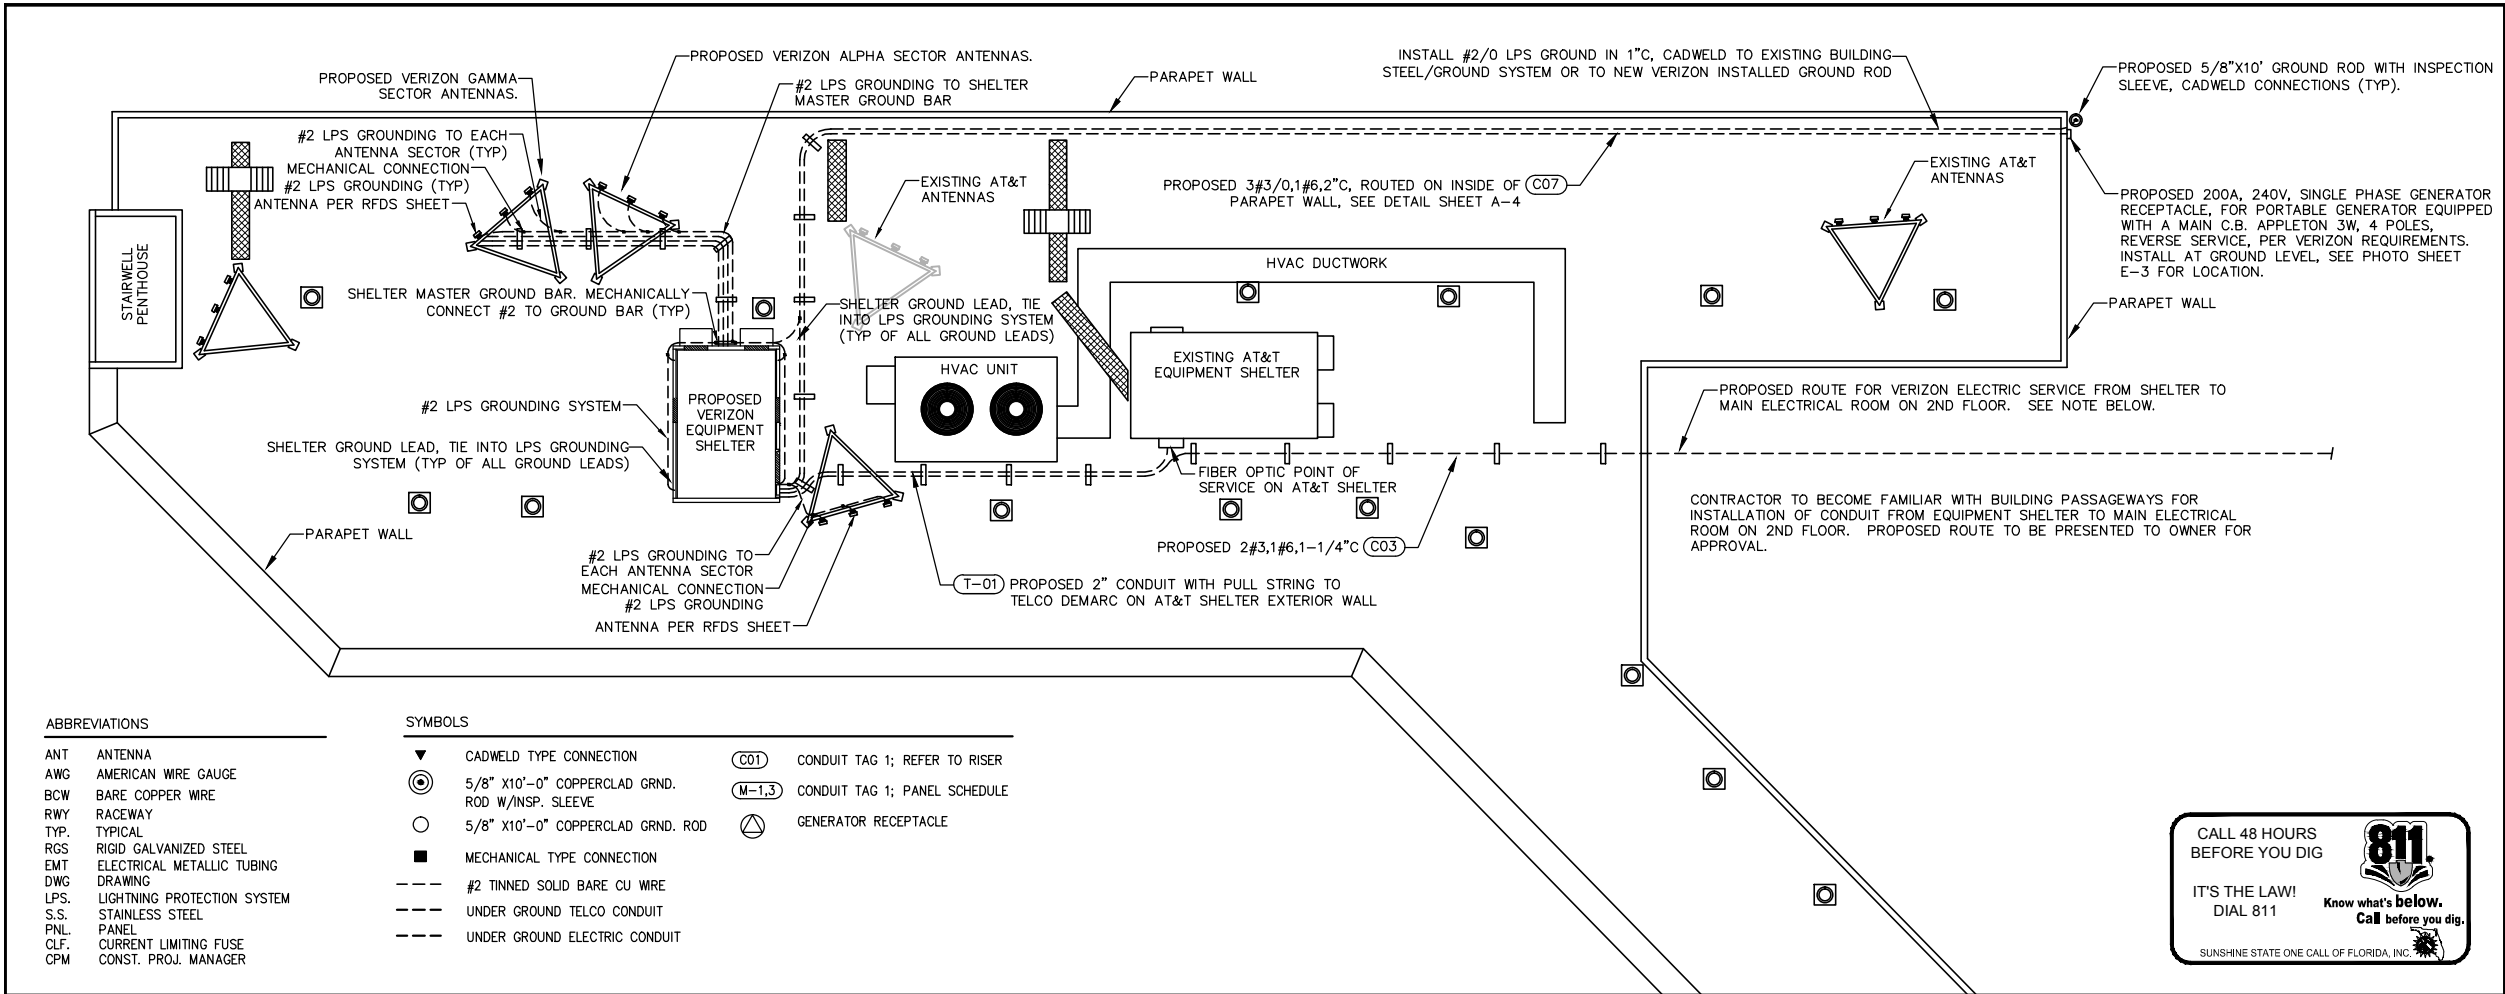 PROPOSED VERIZON GAMMA
SECTOR ANTENNAS.
PROPOSED VERIZON ALPHA SECTOR ANTENNAS.
#2 LPS GROUNDING TO SHELTER
MASTER GROUND BAR
PARAPET WALL
INSTALL #2/0 LPS GROUND IN 1"C, CADWELD TO EXISTING BUILDING
STEEL/GROUND SYSTEM OR TO NEW VERIZON INSTALLED GROUND ROD
PROPOSED 5/8"X10' GROUND ROD WITH INSPECTION
SLEEVE, CADWELD CONNECTIONS (TYP).
#2 LPS GROUNDING TO EACH
ANTENNA SECTOR (TYP)
MECHANICAL CONNECTION
#2 LPS GROUNDING (TYP)
ANTENNA PER RFDS SHEET
EXISTING AT&T
ANTENNAS
PROPOSED 3#3/0,1#6,2"C, ROUTED ON INSIDE OF C07
PARAPET WALL, SEE DETAIL SHEET A-4
EXISTING AT&T
ANTENNAS
PROPOSED 200A, 240V, SINGLE PHASE GENERATOR
RECEPTACLE, FOR PORTABLE GENERATOR EQUIPPED
WITH A MAIN C.B. APPLETON 3W, 4 POLES,
REVERSE SERVICE, PER VERIZON REQUIREMENTS.
INSTALL AT GROUND LEVEL, SEE PHOTO SHEET
E-3 FOR LOCATION.
STAIRWELL
PENTHOUSE
HVAC DUCTWORK
SHELTER MASTER GROUND BAR. MECHANICALLY
CONNECT #2 TO GROUND BAR (TYP)
SHELTER GROUND LEAD, TIE
INTO LPS GROUNDING SYSTEM
(TYP OF ALL GROUND LEADS)
PARAPET WALL
HVAC UNIT
EXISTING AT&T
EQUIPMENT SHELTER
PROPOSED
VERIZON
EQUIPMENT
SHELTER
#2 LPS GROUNDING SYSTEM
PROPOSED ROUTE FOR VERIZON ELECTRIC SERVICE FROM SHELTER TO
MAIN ELECTRICAL ROOM ON 2ND FLOOR. SEE NOTE BELOW.
SHELTER GROUND LEAD, TIE INTO LPS GROUNDING
SYSTEM (TYP OF ALL GROUND LEADS)
FIBER OPTIC POINT OF
SERVICE ON AT&T SHELTER
CONTRACTOR TO BECOME FAMILIAR WITH BUILDING PASSAGEWAYS FOR
INSTALLATION OF CONDUIT FROM EQUIPMENT SHELTER TO MAIN ELECTRICAL
ROOM ON 2ND FLOOR. PROPOSED ROUTE TO BE PRESENTED TO OWNER FOR
APPROVAL.
PARAPET WALL
#2 LPS GROUNDING TO
EACH ANTENNA SECTOR
MECHANICAL CONNECTION
#2 LPS GROUNDING
ANTENNA PER RFDS SHEET
PROPOSED 2#3,1#6,1-1/4"C C03
T-01 PROPOSED 2" CONDUIT WITH PULL STRING TO
TELCO DEMARC ON AT&T SHELTER EXTERIOR WALL
ABBREVIATIONS
ANT ANTENNA
AWG AMERICAN WIRE GAUGE
BCW BARE COPPER WIRE
RWY RACEWAY
TYP. TYPICAL
RGS RIGID GALVANIZED STEEL
EMT ELECTRICAL METALLIC TUBING
DWG DRAWING
LPS. LIGHTNING PROTECTION SYSTEM
S.S. STAINLESS STEEL
PNL. PANEL
CLF. CURRENT LIMITING FUSE
CPM CONST. PROJ. MANAGER
SYMBOLS
CADWELD TYPE CONNECTION
5/8" X10'-0" COPPERCLAD GRND.
ROD W/INSP. SLEEVE
5/8" X10'-0" COPPERCLAD GRND. ROD
MECHANICAL TYPE CONNECTION
#2 TINNED SOLID BARE CU WIRE
UNDER GROUND TELCO CONDUIT
UNDER GROUND ELECTRIC CONDUIT
C01 CONDUIT TAG 1; REFER TO RISER
M-1,3 CONDUIT TAG 1; PANEL SCHEDULE
GENERATOR RECEPTACLE
CALL 48 HOURS
BEFORE YOU DIG
IT'S THE LAW!
DIAL 811
811
Know what's below.
Call before you dig.
SUNSHINE STATE ONE CALL OF FLORIDA, INC.